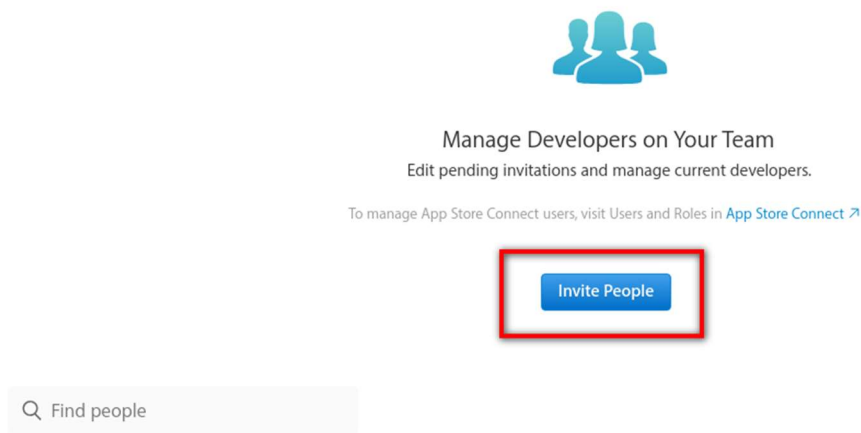 Manage Developers on Your Team
Edit pending invitations and manage current developers.
To manage App Store Connect users, visit Users and Roles in App Store Connect ↗
Invite People
Find people